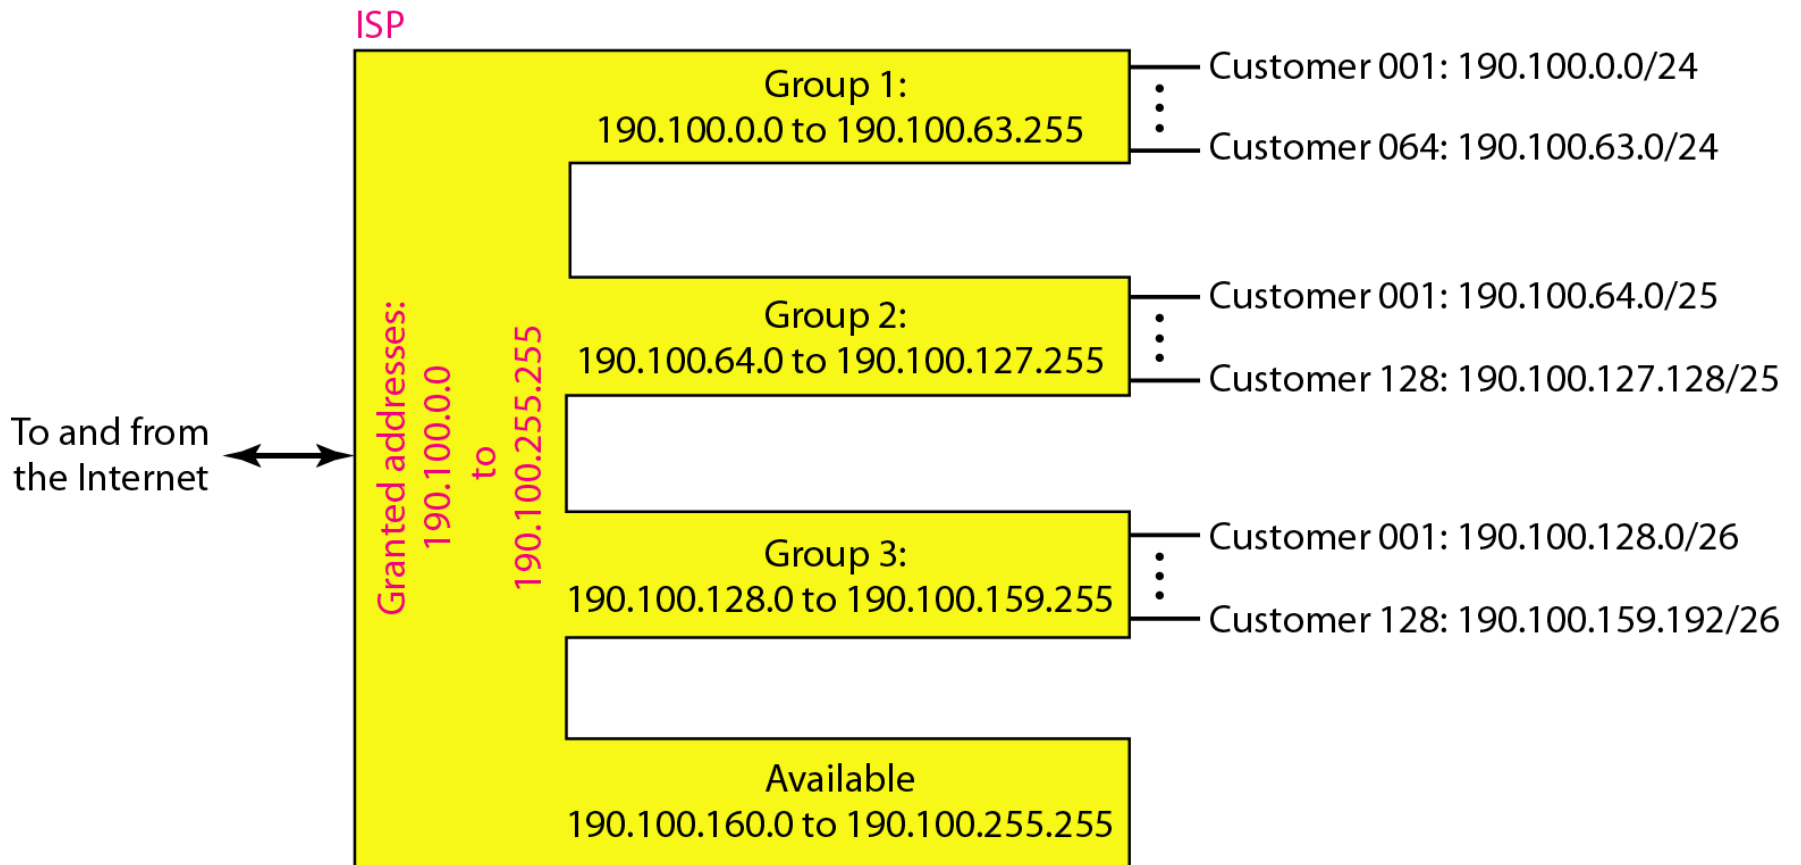 ISP
Group 1:
190.100.0.0 to 190.100.63.255
Customer 001: 190.100.0.0/24
Customer 064: 190.100.63.0/24
Group 2:
190.100.64.0 to 190.100.127.255
Customer 001: 190.100.64.0/25
Customer 128: 190.100.127.128/25
To and from
the Internet
Granted addresses:
190.100.0.0
to
190.100.255.255
Group 3:
190.100.128.0 to 190.100.159.255
Customer 001: 190.100.128.0/26
Customer 128: 190.100.159.192/26
Available
190.100.160.0 to 190.100.255.255